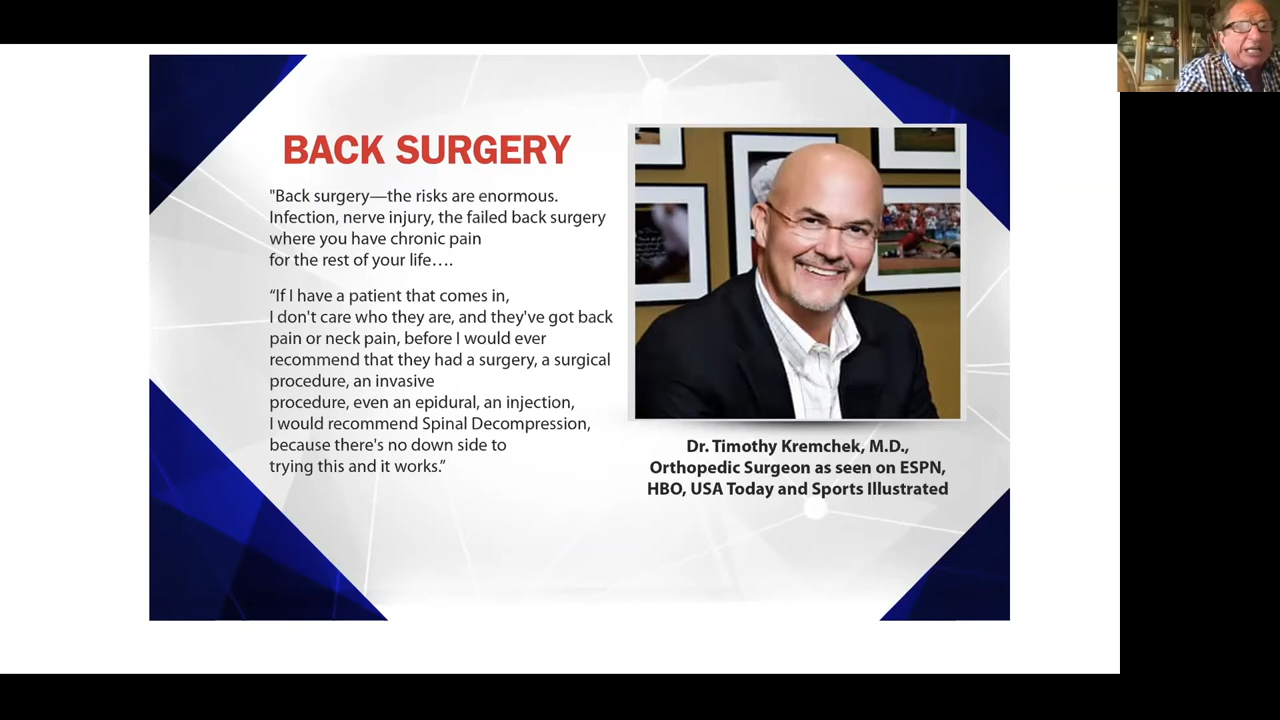 BACK SURGERY
"Back surgery—the risks are enormous.
Infection, nerve injury, the failed back surgery
where you have chronic pain
for the rest of your life….
“If I have a patient that comes in,
I don't care who they are, and they've got back
pain or neck pain, before I would ever
recommend that they had a surgery, a surgical
procedure, an invasive
procedure, even an epidural, an injection,
I would recommend Spinal Decompression,
because there's no down side to
trying this and it works.”
Dr. Timothy Kremchek, M.D.,
Orthopedic Surgeon as seen on ESPN,
HBO, USA Today and Sports Illustrated